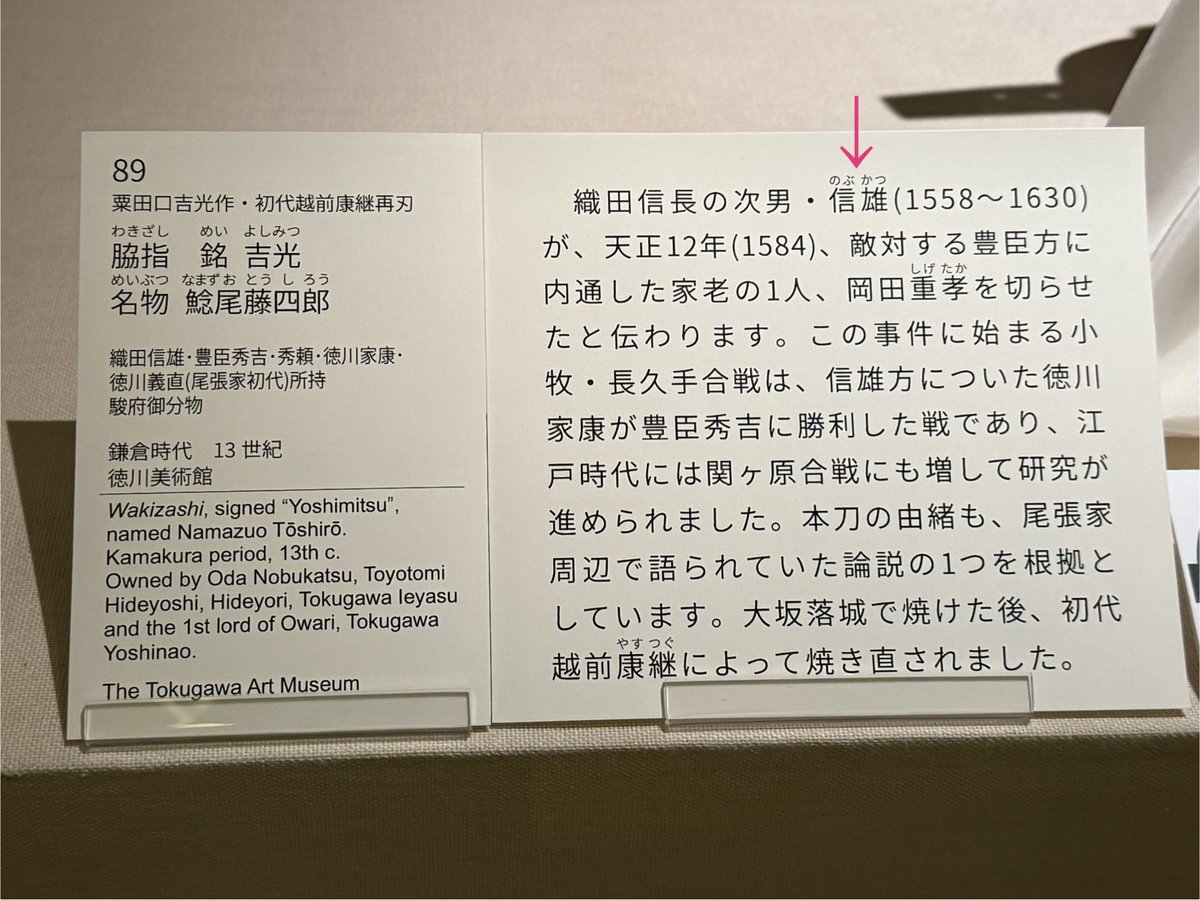 89
粟田口吉光作・初代越前康継再刃
わきざし めい よしみつ
脇指 銘 吉光
めいぶつ なまずお とう し ろう
名物 鯰尾藤四郎
織田信雄・豊臣秀吉・秀頼・徳川家康・
徳川義直(尾張家初代)所持
駿府御分物
鎌倉時代 13世紀
徳川美術館
Wakizashi, signed “Yoshimitsu”,
named Namazuo Tōshirō.
Kamakura period, 13th c.
Owned by Oda Nobukatsu, Toyotomi
Hideyoshi, Hideyori, Tokugawa Ieyasu
and the 1st lord of Owari, Tokugawa
Yoshinao.
The Tokugawa Art Museum
のぶ かつ
織田信長の次男・信雄(1558〜1630)
が、天正12年(1584)、敵対する豊臣方に
しげ たか
内通した家老の1人、岡田重孝を切らせ
たと伝わります。この事件に始まる小
牧・長久手合戦は、信雄方についた徳川
家康が豊臣秀吉に勝利した戦であり、江
戸時代には関ヶ原合戦にも増して研究が
進められました。本刀の由緒も、尾張家
周辺で語られていた論説の1つを根拠と
しています。大坂落城で焼けた後、初代
やす つぐ
越前康継によって焼き直されました。